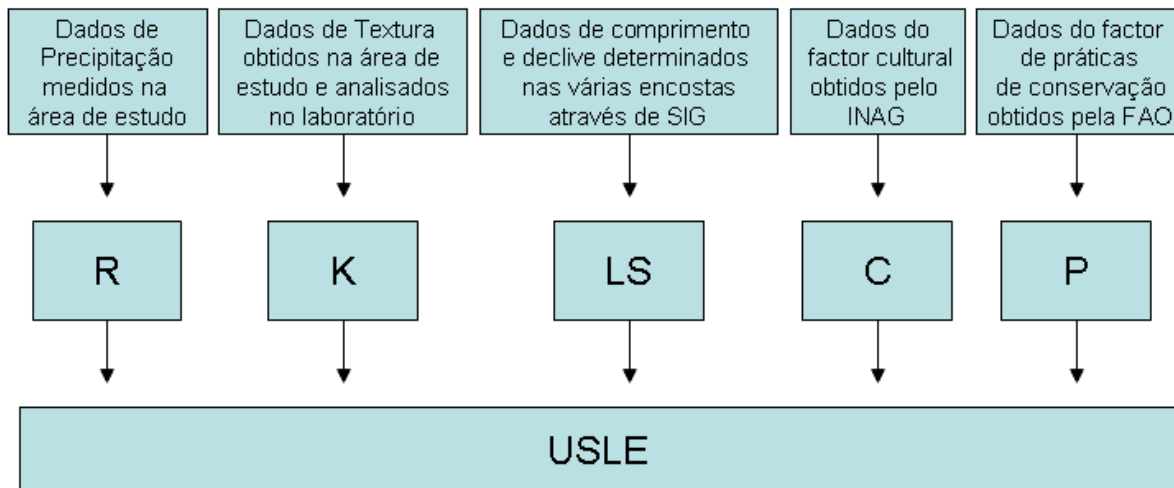 Dados de
Precipitação
medidos na
área de estudo
Dados de Textura
obtidos na área de
estudo e analisados
no laboratório
Dados de comprimento
e declive determinados
nas várias encostas
através de SIG
Dados do
factor cultural
obtidos pelo
INAG
Dados do factor
de práticas
de conservação
obtidos pela FAO
R
K
LS
C
P
USLE